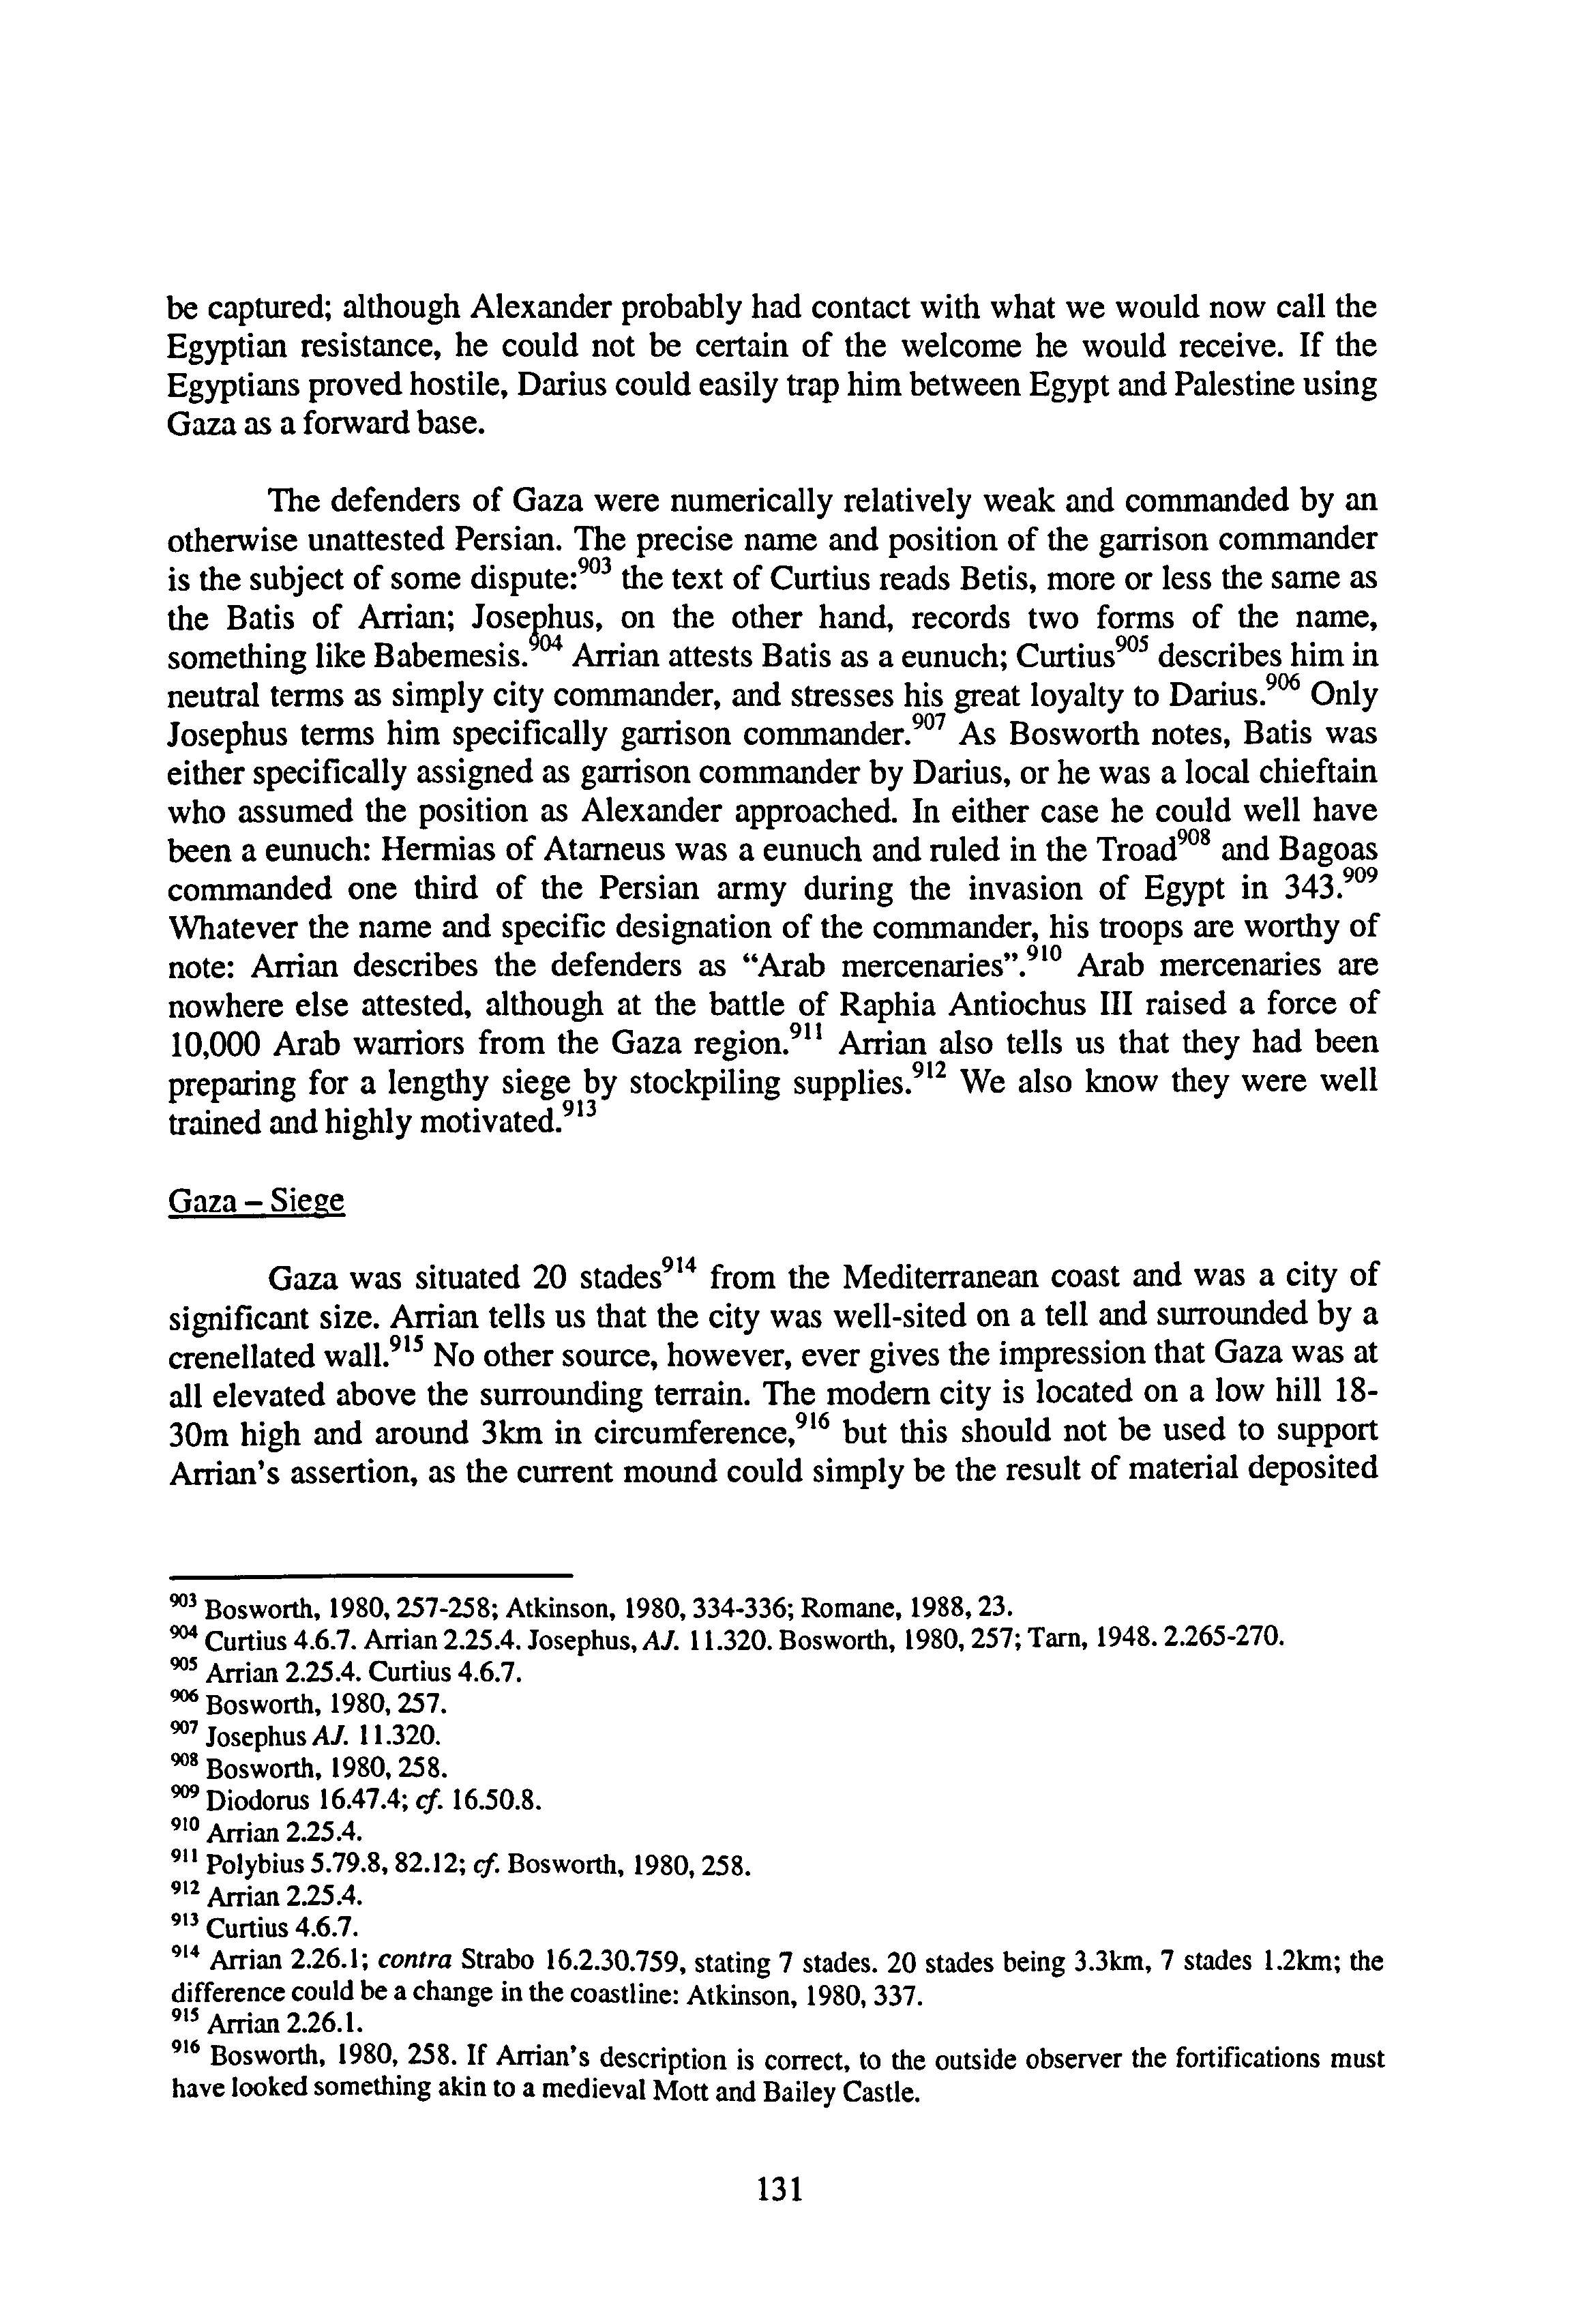 be captured; although Alexander probably had contact with what we would now call the
Egyptian resistance, he could not be certain of the welcome he would receive. If the
Egyptians proved hostile, Darius could easily trap him between Egypt and Palestine using
Gaza as a forward base.
The defenders of Gaza were numerically relatively weak and commanded by an
otherwise unattested Persian. The precise name and position of the garrison commander
is the subject of some dispute:⁹⁰³ the text of Curtius reads Betis, more or less the same as
the Batis of Arrian; Josephus, on the other hand, records two forms of the name,
something like Babemesis.⁹⁰⁴ Arrian attests Batis as a eunuch; Curtius⁹⁰⁵ describes him in
neutral terms as simply city commander, and stresses his great loyalty to Darius.⁹⁰⁶ Only
Josephus terms him specifically garrison commander.⁹⁰⁷ As Bosworth notes, Batis was
either specifically assigned as garrison commander by Darius, or he was a local chieftain
who assumed the position as Alexander approached. In either case he could well have
been a eunuch: Hermias of Atarneus was a eunuch and ruled in the Troad⁹⁰⁸ and Bagoas
commanded one third of the Persian army during the invasion of Egypt in 343.⁹⁰⁹
Whatever the name and specific designation of the commander, his troops are worthy of
note: Arrian describes the defenders as “Arab mercenaries”.⁹¹⁰ Arab mercenaries are
nowhere else attested, although at the battle of Raphia Antiochus III raised a force of
10,000 Arab warriors from the Gaza region.⁹¹¹ Arrian also tells us that they had been
preparing for a lengthy siege by stockpiling supplies.⁹¹² We also know they were well
trained and highly motivated.⁹¹³
Gaza – Siege
Gaza was situated 20 stades⁹¹⁴ from the Mediterranean coast and was a city of
significant size. Arrian tells us that the city was well-sited on a tell and surrounded by a
crenellated wall.⁹¹⁵ No other source, however, ever gives the impression that Gaza was at
all elevated above the surrounding terrain. The modern city is located on a low hill 18-
30m high and around 3km in circumference,⁹¹⁶ but this should not be used to support
Arrian’s assertion, as the current mound could simply be the result of material deposited
⁹⁰³ Bosworth, 1980, 257-258; Atkinson, 1980, 334-336; Romane, 1988, 23.
⁹⁰⁴ Curtius 4.6.7. Arrian 2.25.4. Josephus, AJ. 11.320. Bosworth, 1980, 257; Tarn, 1948. 2.265-270.
⁹⁰⁵ Arrian 2.25.4. Curtius 4.6.7.
⁹⁰⁶ Bosworth, 1980, 257.
⁹⁰⁷ Josephus AJ. 11.320.
⁹⁰⁸ Bosworth, 1980, 258.
⁹⁰⁹ Diodorus 16.47.4; cf. 16.50.8.
⁹¹⁰ Arrian 2.25.4.
⁹¹¹ Polybius 5.79.8, 82.12; cf. Bosworth, 1980, 258.
⁹¹² Arrian 2.25.4.
⁹¹³ Curtius 4.6.7.
⁹¹⁴ Arrian 2.26.1; contra Strabo 16.2.30.759, stating 7 stades. 20 stades being 3.3km, 7 stades 1.2km; the
difference could be a change in the coastline: Atkinson, 1980, 337.
⁹¹⁵ Arrian 2.26.1.
⁹¹⁶ Bosworth, 1980, 258. If Arrian’s description is correct, to the outside observer the fortifications must
have looked something akin to a medieval Mott and Bailey Castle.
131